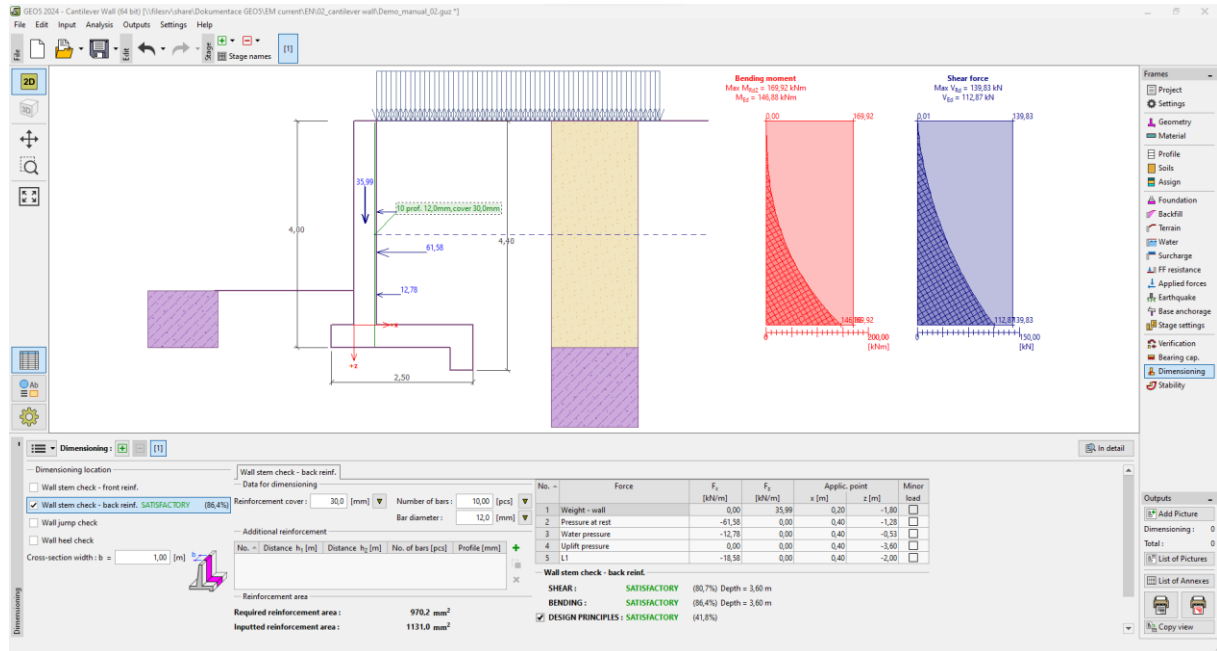 GEO5 2024 - Cantilever Wall (64 bit) [\\filesrv\share\Dokumentace GEO5\EM current\EN\02_cantilever wall\Demo_manual_02.guz *]
File Edit Input Analysis Outputs Settings Help
File
Edit
Stage
Stage names
[1]
2D
3D
Bending moment
Max MRd2 = 169,92 kNm
MEd = 146,88 kNm
Shear force
Max VRd = 139,83 kN
VEd = 112,87 kN
0,00 169,92
0,01 139,83
35,99
10 prof. 12,0mm,cover 30,0mm
4,00
4,40
61,58
12,78
+x
+z
2,50
0 200,00
[kNm]
112,87 139,83
0 150,00
[kN]
Frames
Project
Settings
Geometry
Material
Profile
Soils
Assign
Foundation
Backfill
Terrain
Water
Surcharge
FF resistance
Applied forces
Earthquake
Base anchorage
Stage settings
Verification
Bearing cap.
Dimensioning
Stability
Ab
Dimensioning : [1]
In detail
Dimensioning location
Wall stem check - front reinf.
Wall stem check - back reinf. SATISFACTORY (86,4%)
Wall jump check
Wall heel check
Cross-section width : b = 1,00 [m]
b
Wall stem check - back reinf.
Data for dimensioning
Reinforcement cover : 30,0 [mm] Number of bars : 10,00 [pcs]
Bar diameter : 12,0 [mm]
Additional reinforcement
No. Distance h1 [m] Distance h2 [m] No. of bars [pcs] Profile [mm]
Reinforcement area
Required reinforcement area : 970,2 mm²
Inputted reinforcement area : 1131,0 mm²
No. Force Fx Fz Applic. point Minor
[kN/m] [kN/m] x [m] z [m] load
1 Weight - wall 0,00 35,99 0,20 -1,80
2 Pressure at rest -61,58 0,00 0,40 -1,28
3 Water pressure -12,78 0,00 0,40 -0,53
4 Uplift pressure 0,00 0,00 0,40 -3,60
5 L1 -18,58 0,00 0,40 -2,00
Wall stem check - back reinf.
SHEAR : SATISFACTORY (80,7%) Depth = 3,60 m
BENDING : SATISFACTORY (86,4%) Depth = 3,60 m
DESIGN PRINCIPLES : SATISFACTORY (41,8%)
Dimensioning
Outputs
Add Picture
Dimensioning : 0
Total : 0
List of Pictures
List of Annexes
Copy view